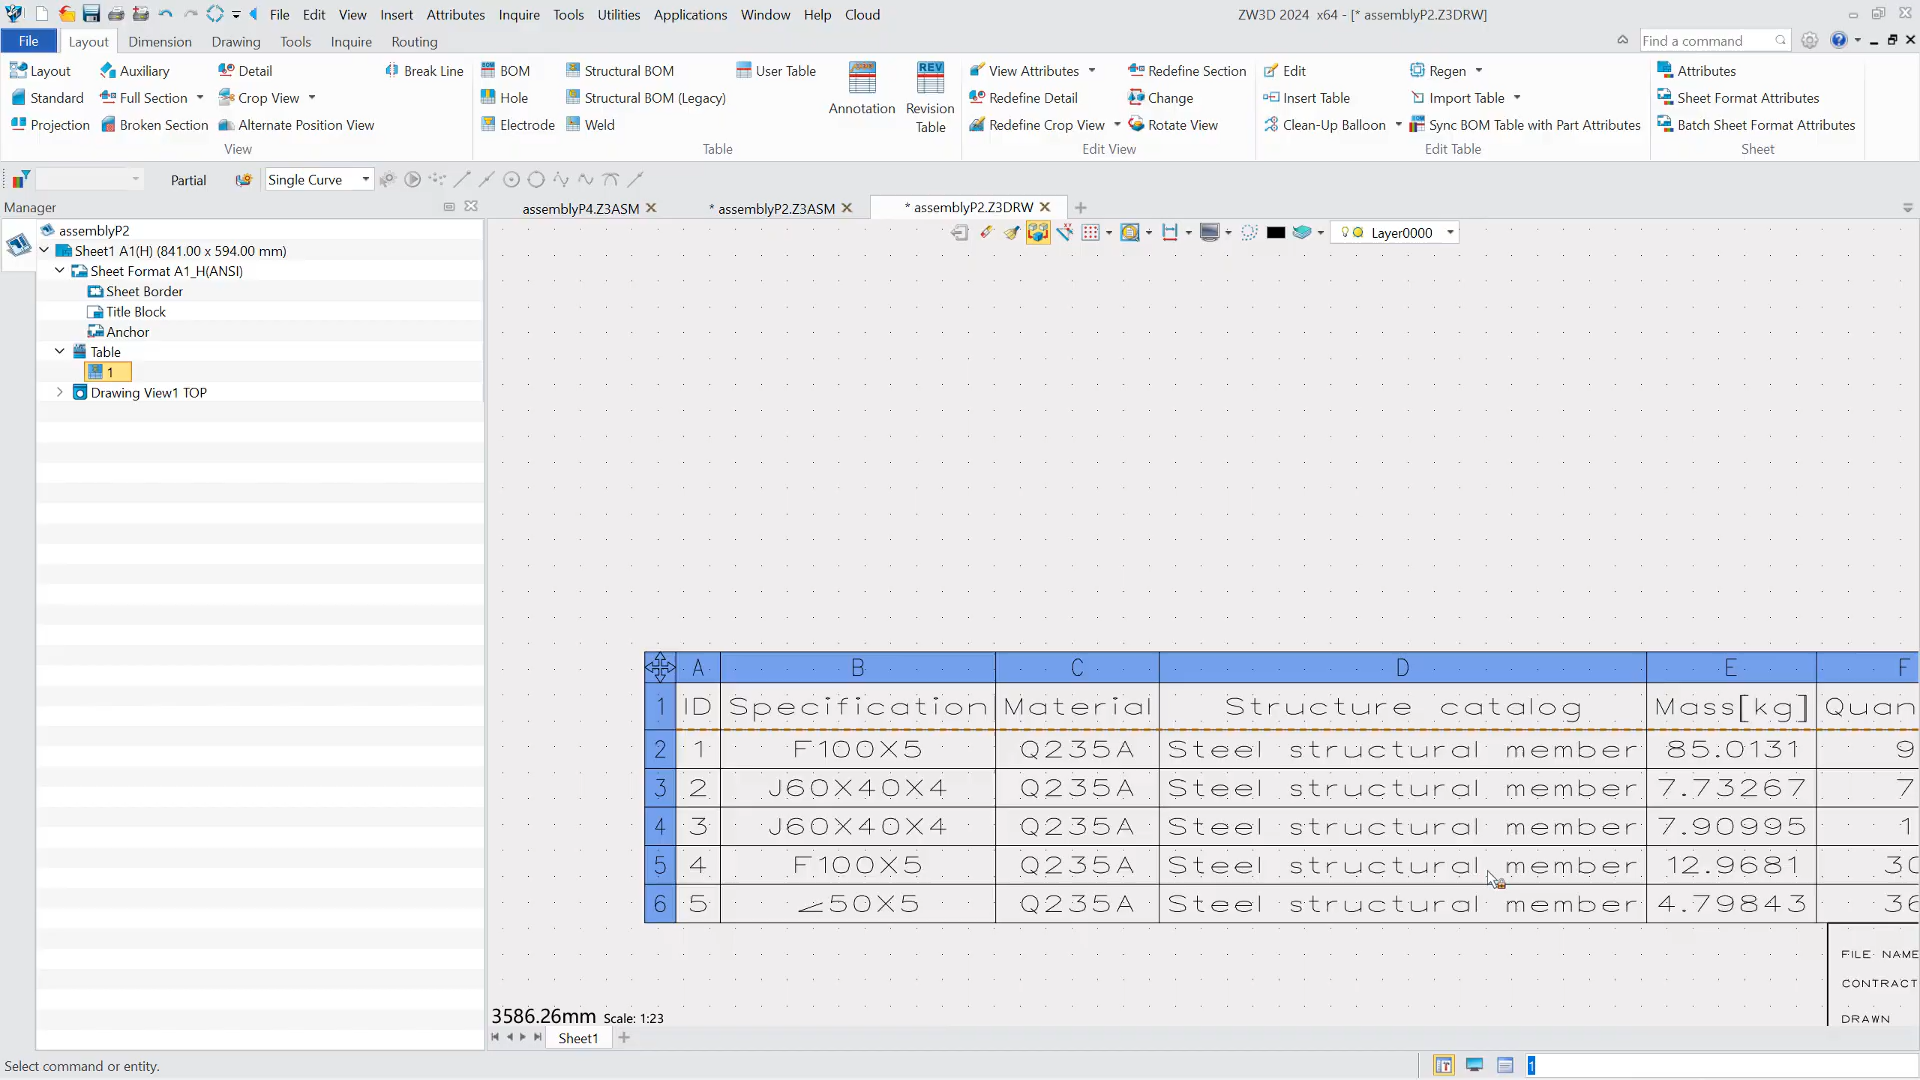 File Edit View Insert Attributes Inquire Tools Utilities Applications Window Help Cloud ZW3D 2024 x64 - [* assemblyP2.Z3DRW]
File Layout Dimension Drawing Tools Inquire Routing Find a command
Layout Auxiliary Detail Break Line BOM Structural BOM User Table View Attributes Redefine Section Edit Regen Attributes
Standard Full Section Crop View Hole Structural BOM (Legacy) Annotation REV Revision Table Redefine Detail Change Insert Table Import Table Sheet Format Attributes
Projection Broken Section Alternate Position View Electrode Weld Redefine Crop View Rotate View Clean-Up Balloon Sync BOM Table with Part Attributes Batch Sheet Format Attributes
View Table Edit View Edit Table Sheet
Partial Single Curve
Manager assemblyP4.Z3ASM * assemblyP2.Z3ASM * assemblyP2.Z3DRW
assemblyP2 Layer0000
Sheet1 A1(H) (841.00 x 594.00 mm)
Sheet Format A1_H(ANSI)
Sheet Border
Title Block
Anchor
Table
1
Drawing View1 TOP
A B C D E F
1 ID Specification Material Structure catalog Mass[kg] Quan
2 1 F100X5 Q235A Steel structural member 85.0131 9
3 2 J60X40X4 Q235A Steel structural member 7.73267 7
4 3 J60X40X4 Q235A Steel structural member 7.90995 1
5 4 F100X5 Q235A Steel structural member 12.9681 30
6 5 ∠50X5 Q235A Steel structural member 4.79843 36
FILE NAME
CONTRACT
DRAWN
3586.26mm Scale: 1:23
Sheet1
Select command or entity. 1